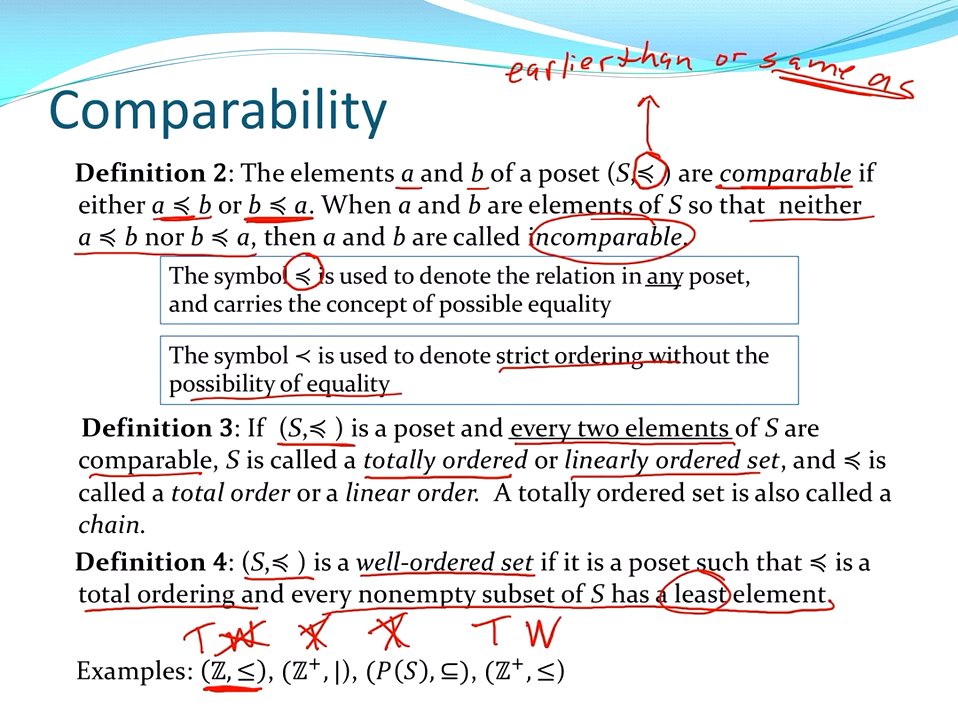 earlier than or same as
Comparability
Definition 2: The elements a and b of a poset (S,≼ ) are comparable if
either a ≼ b or b ≼ a. When a and b are elements of S so that neither
a ≼ b nor b ≼ a, then a and b are called incomparable.
The symbol ≼ is used to denote the relation in any poset,
and carries the concept of possible equality
The symbol ≺ is used to denote strict ordering without the
possibility of equality
Definition 3: If (S,≼ ) is a poset and every two elements of S are
comparable, S is called a totally ordered or linearly ordered set, and ≼ is
called a total order or a linear order. A totally ordered set is also called a
chain.
Definition 4: (S,≼ ) is a well-ordered set if it is a poset such that ≼ is a
total ordering and every nonempty subset of S has a least element.
T W T T T W
Examples: (ℤ, ≤), (ℤ⁺, |), (P(S), ⊆), (ℤ⁺, ≤)